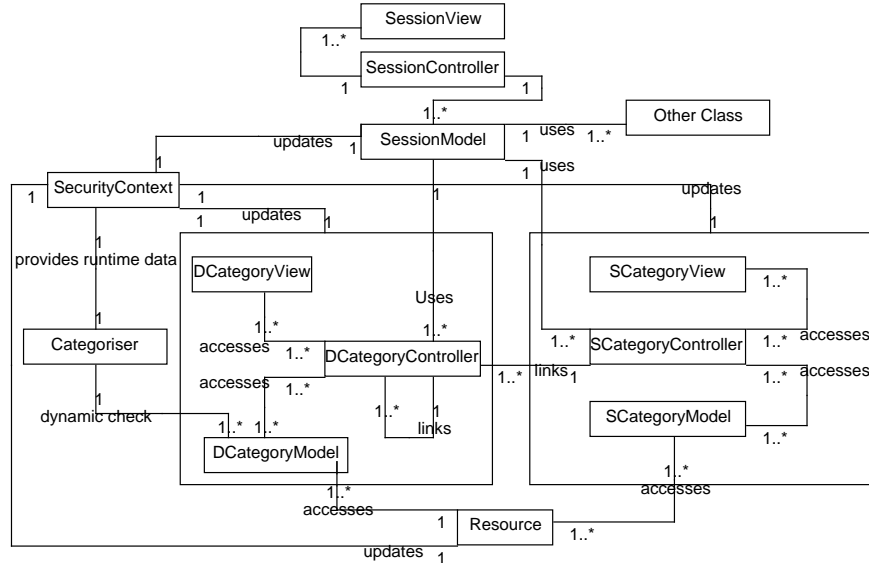 SessionView
1..*
SessionController
1
1
1..*
Other Class
SessionModel
1
uses
1..*
updates
1
1
uses
1
SecurityContext
1
1
1
updates
1
updates
1
1
1
1
provides runtime data
DCategoryView
SCategoryView
1..*
Uses
1
1..*
1..*
1..*
accesses
Categoriser
accesses
1..*
DCategoryController
SCategoryController
1..*
links
accesses
1..*
1
accesses
1..*
1..*
1
1..*
1
SCategoryModel
dynamic check
1..*
1..*
links
1..*
DCategoryModel
1..*
1..*
accesses
accesses
1
Resource
1..*
updates
1